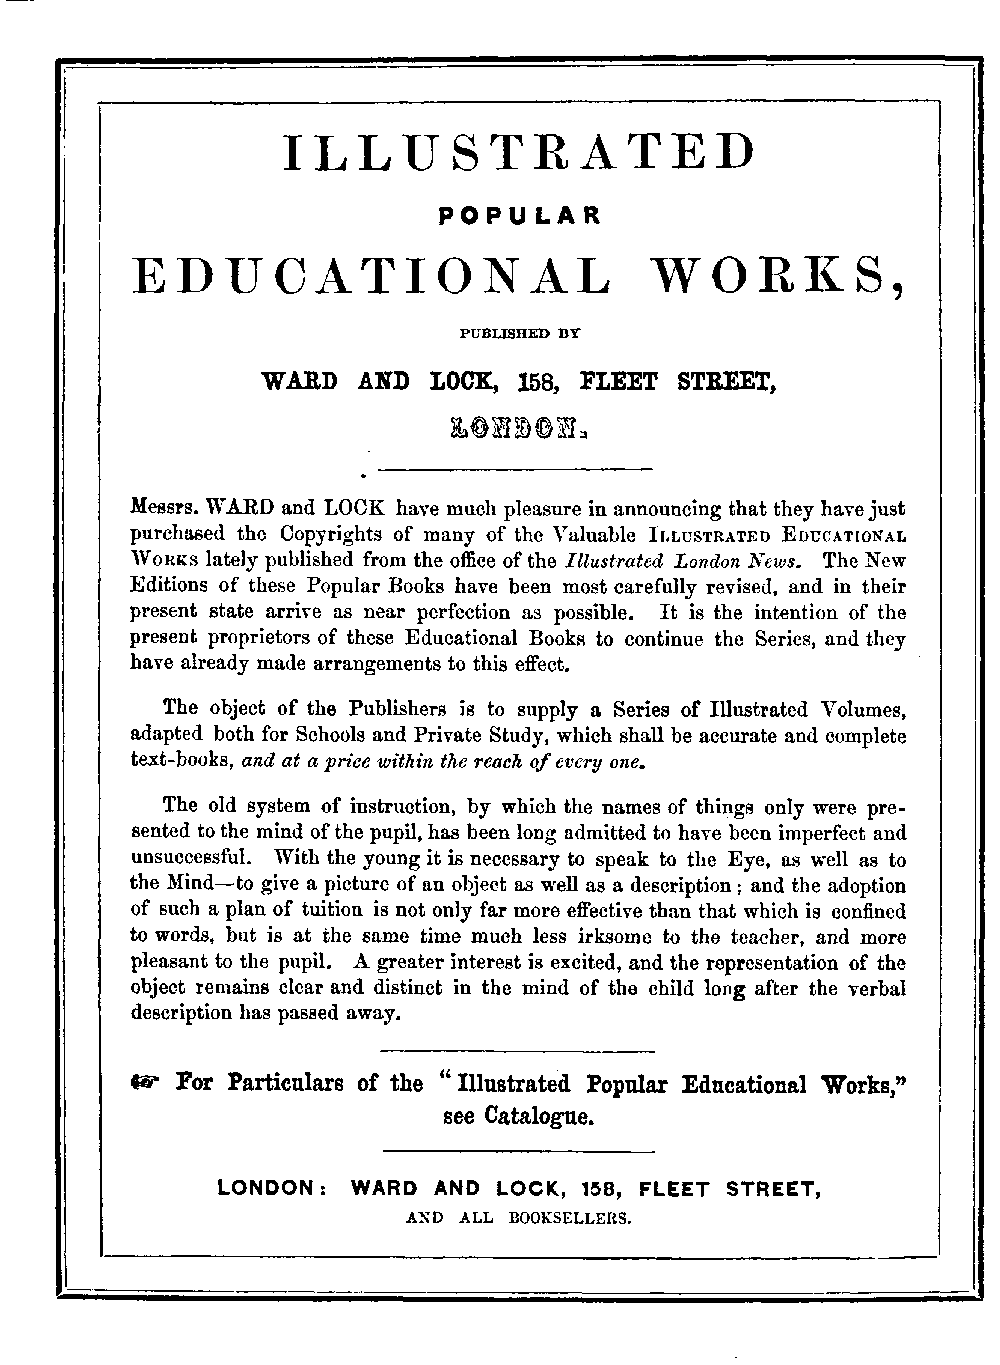 ILLUSTRATED
POPULAR
EDUCATIONAL WORKS,
PUBLISHED BY
WARD AND LOCK, 158, FLEET STREET,
LONDON.
Messrs. WARD and LOCK have much pleasure in announcing that they have just
purchased the Copyrights of many of the Valuable ILLUSTRATED EDUCATIONAL
WORKS lately published from the office of the Illustrated London News. The New
Editions of these Popular Books have been most carefully revised, and in their
present state arrive as near perfection as possible. It is the intention of the
present proprietors of these Educational Books to continue the Series, and they
have already made arrangements to this effect.
The object of the Publishers is to supply a Series of Illustrated Volumes,
adapted both for Schools and Private Study, which shall be accurate and complete
text-books, and at a price within the reach of every one.
The old system of instruction, by which the names of things only were pre-
sented to the mind of the pupil, has been long admitted to have been imperfect and
unsuccessful. With the young it is necessary to speak to the Eye, as well as to
the Mind—to give a picture of an object as well as a description; and the adoption
of such a plan of tuition is not only far more effective than that which is confined
to words, but is at the same time much less irksome to the teacher, and more
pleasant to the pupil. A greater interest is excited, and the representation of the
object remains clear and distinct in the mind of the child long after the verbal
description has passed away.
☞ For Particulars of the “Illustrated Popular Educational Works,”
see Catalogue.
LONDON: WARD AND LOCK, 158, FLEET STREET,
AND ALL BOOKSELLERS.